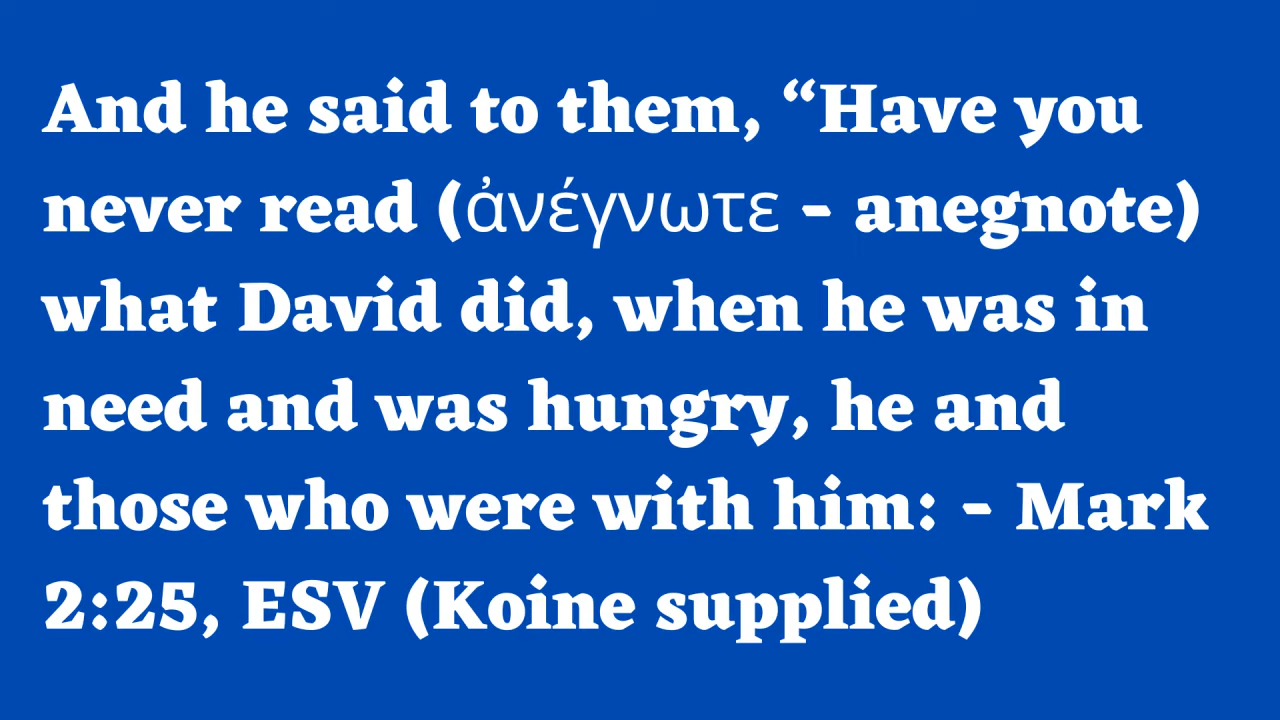 And he said to them, “Have you
never read (ἀνέγνωτε - anegnote)
what David did, when he was in
need and was hungry, he and
those who were with him: - Mark
2:25, ESV (Koine supplied)